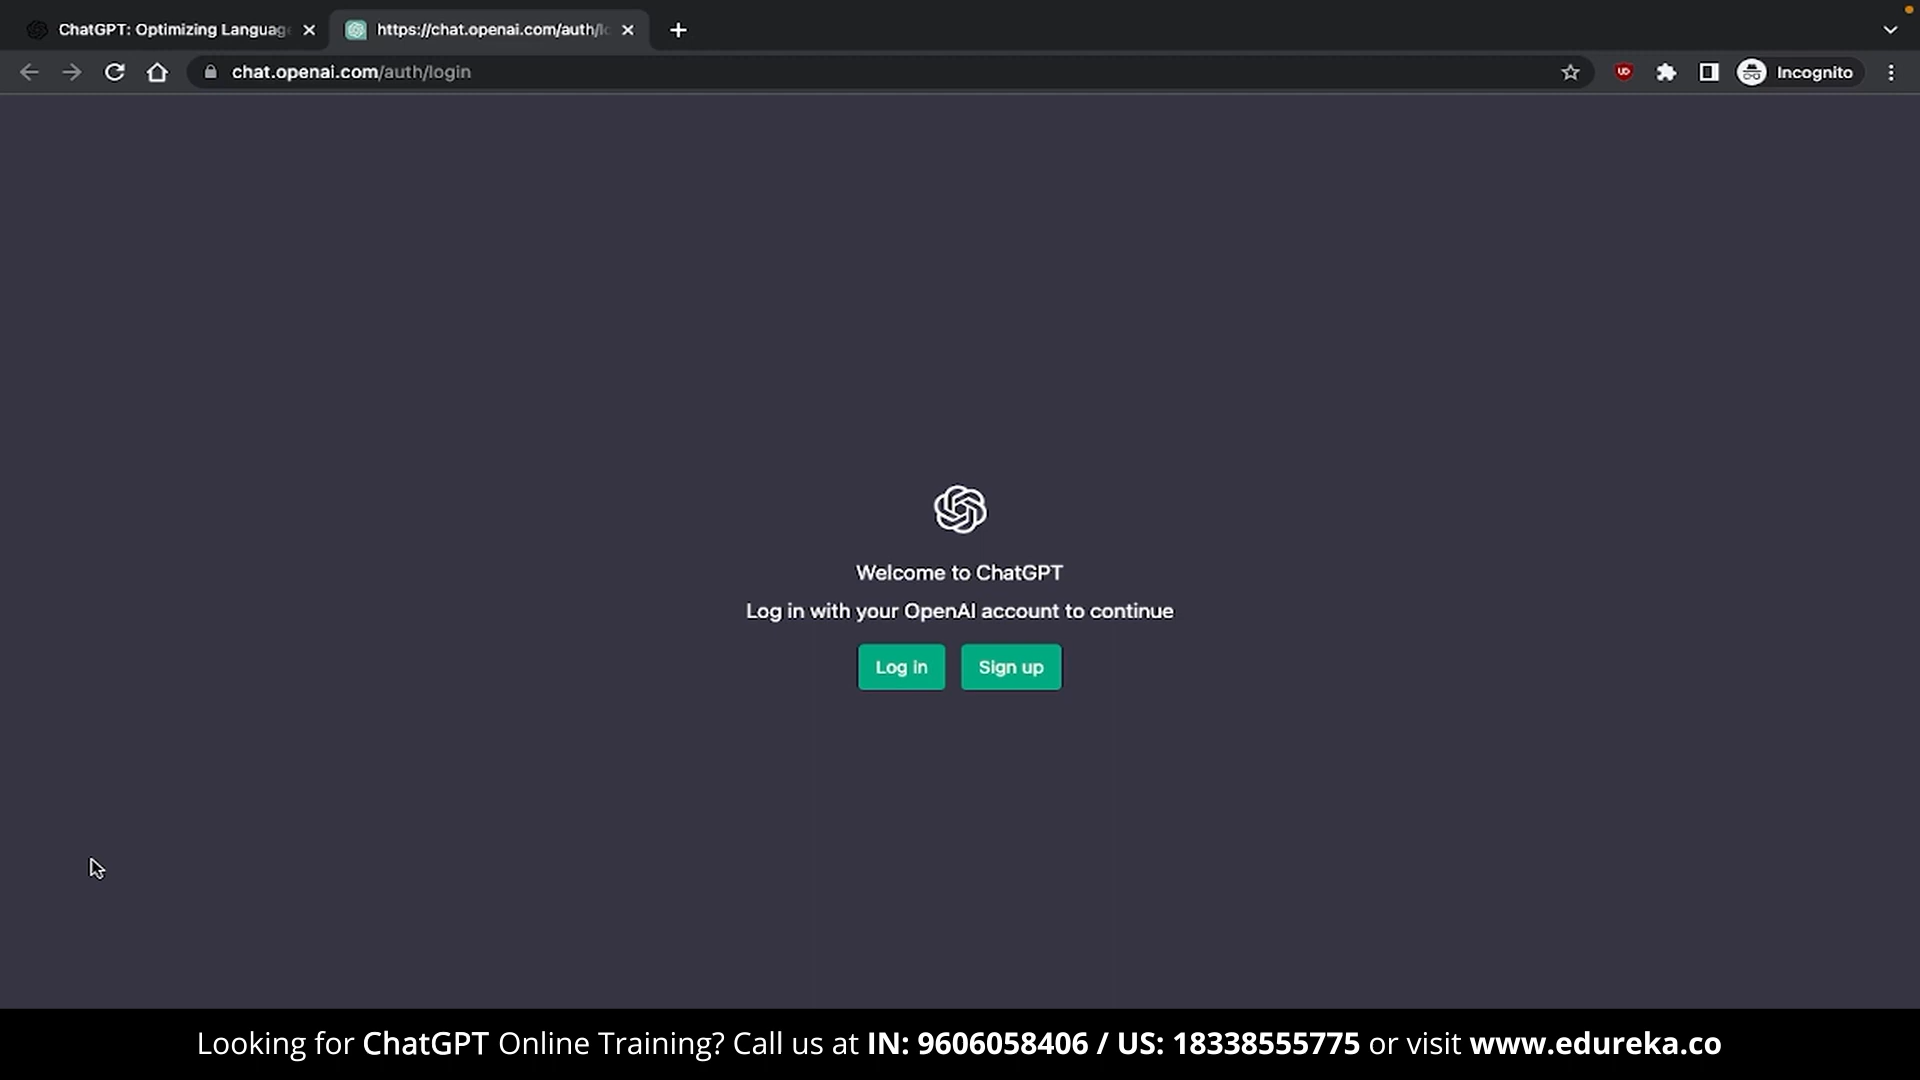 ChatGPT: Optimizing Languag
https://chat.openai.com/auth/lo
chat.openai.com/auth/login
Incognito
Welcome to ChatGPT
Log in with your OpenAI account to continue
Log in
Sign up
Looking for ChatGPT Online Training? Call us at IN: 9606058406 / US: 18338555775 or visit www.edureka.co